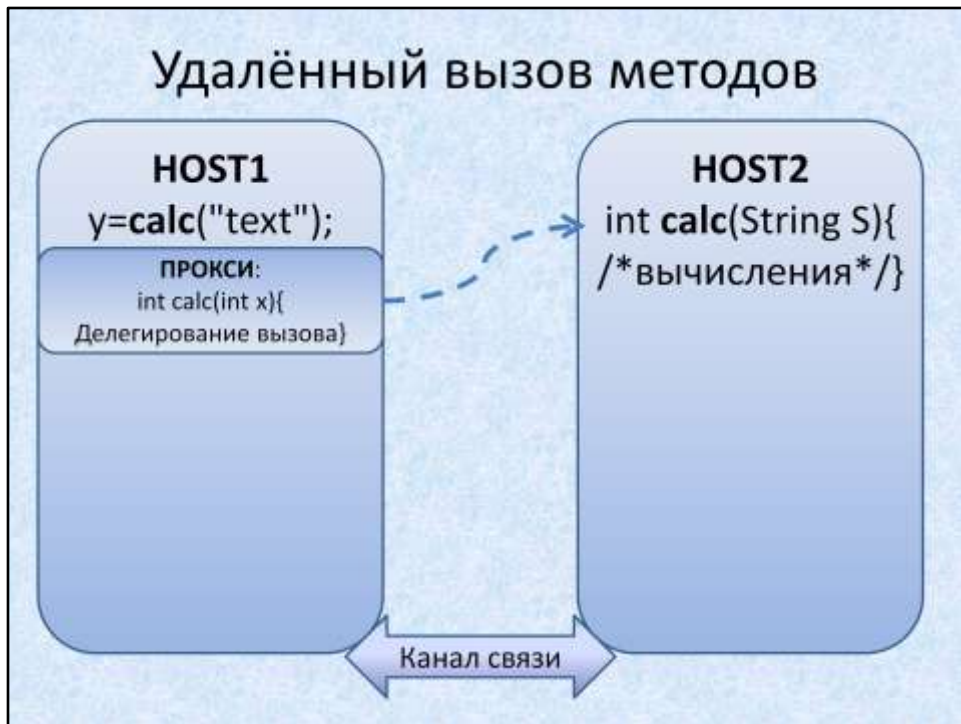 Удалённый вызов методов
HOST1
y=calc("text");
ПРОКСИ:
int calc(int x){
Делегирование вызова}
HOST2
int calc(String S){
/*вычисления*/}
Канал связи